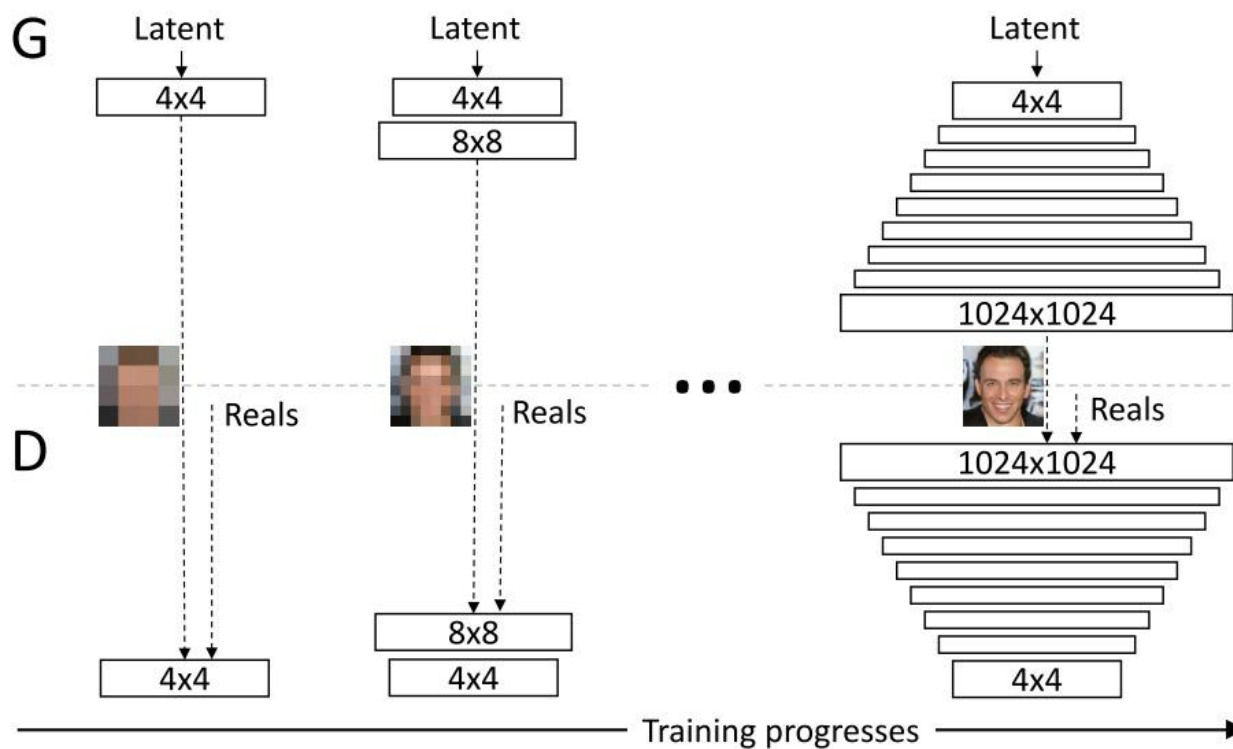 G
Latent
Latent
Latent
4x4
4x4
4x4
8x8
1024x1024
Reals
Reals
Reals
D
1024x1024
8x8
4x4
4x4
4x4
Training progresses